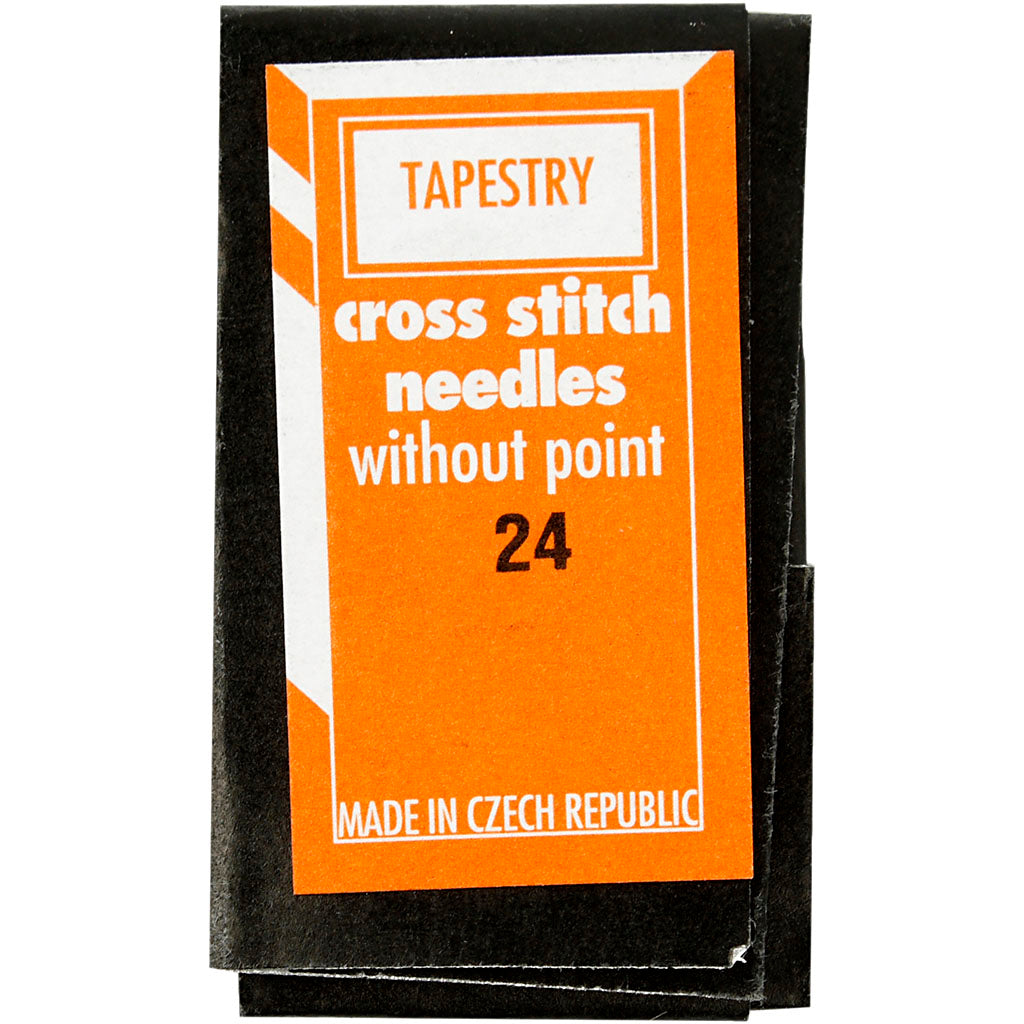 TAPESTRY
cross stitch
needles
without point
24
MADE IN CZECH REPUBLIC